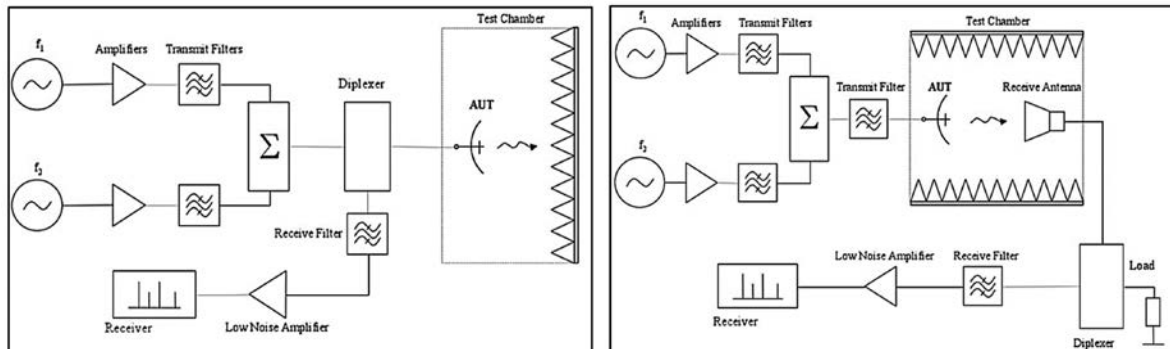 Test Chamber
f₁
Amplifiers
Transmit Filters
Diplexer
AUT
Σ
f₂
Receive Filter
Receiver
Low Noise Amplifier
f₁
Amplifiers
Transmit Filters
Test Chamber
Transmit Filter
AUT
Receive Antenna
Σ
f₂
Low Noise Amplifier
Receive Filter
Load
Receiver
Diplexer